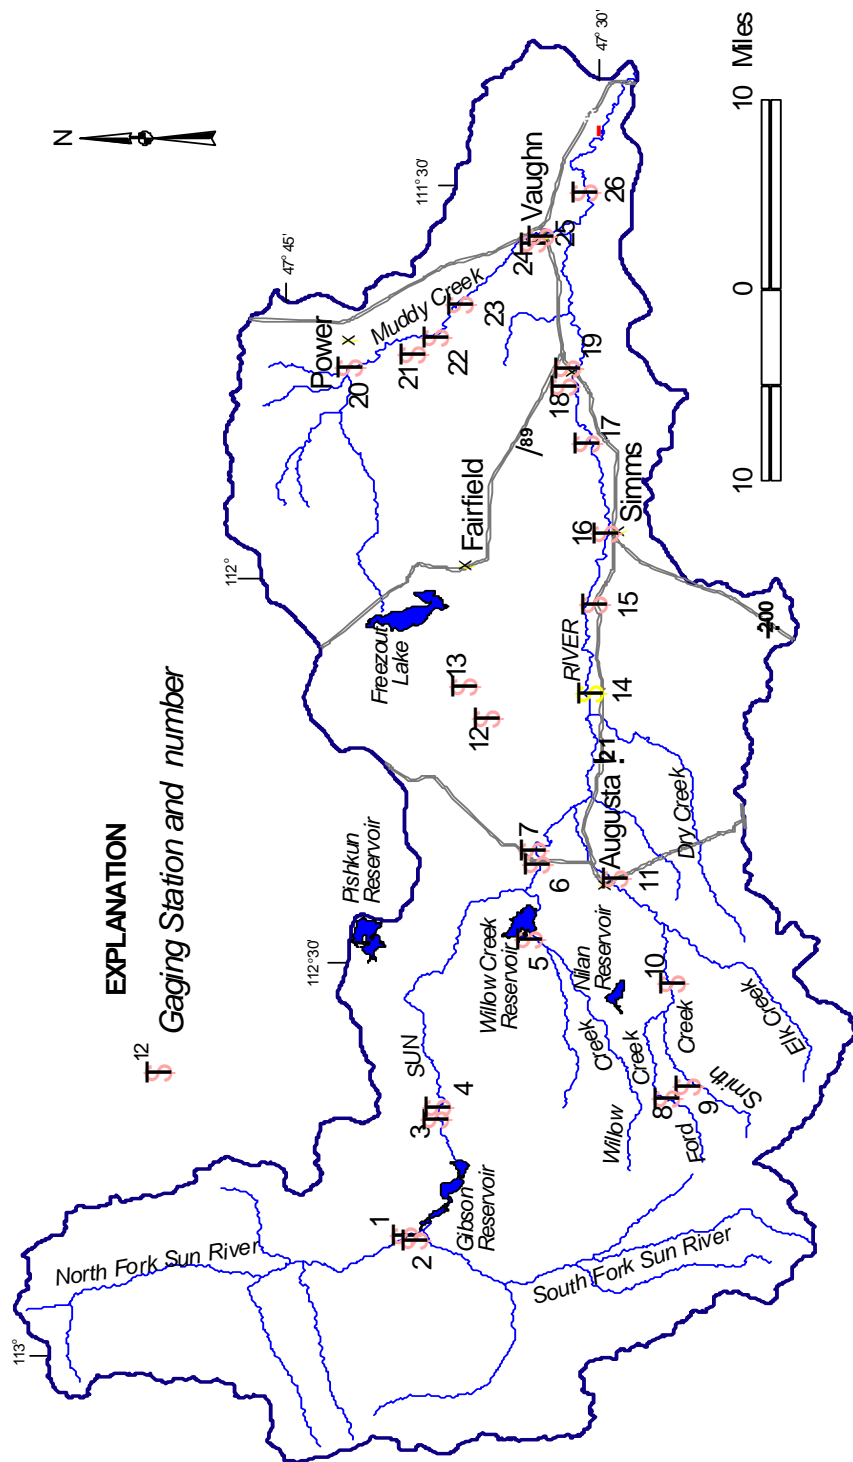 EXPLANATION
12
Gaging Station and number
N
113°
112°30'
112°
111°30'
47°45'
47°30'
North Fork Sun River
South Fork Sun River
Gibson
Reservoir
1
2
3
4
SUN
Pishkun
Reservoir
Willow Creek
Reservoir
5
6
7
Nilan
Reservoir
Willow
Creek
Ford
Creek
Smith
Creek
8
9
10
Elk Creek
11
Augusta
21
Dry Creek
12
13
Freezout
Lake
Fairfield
RIVER
14
15
16
Simms
200
17
18
19
89
Power
20
21
22
23
Muddy Creek
24
Vaughn
25
26
10
0
10
Miles